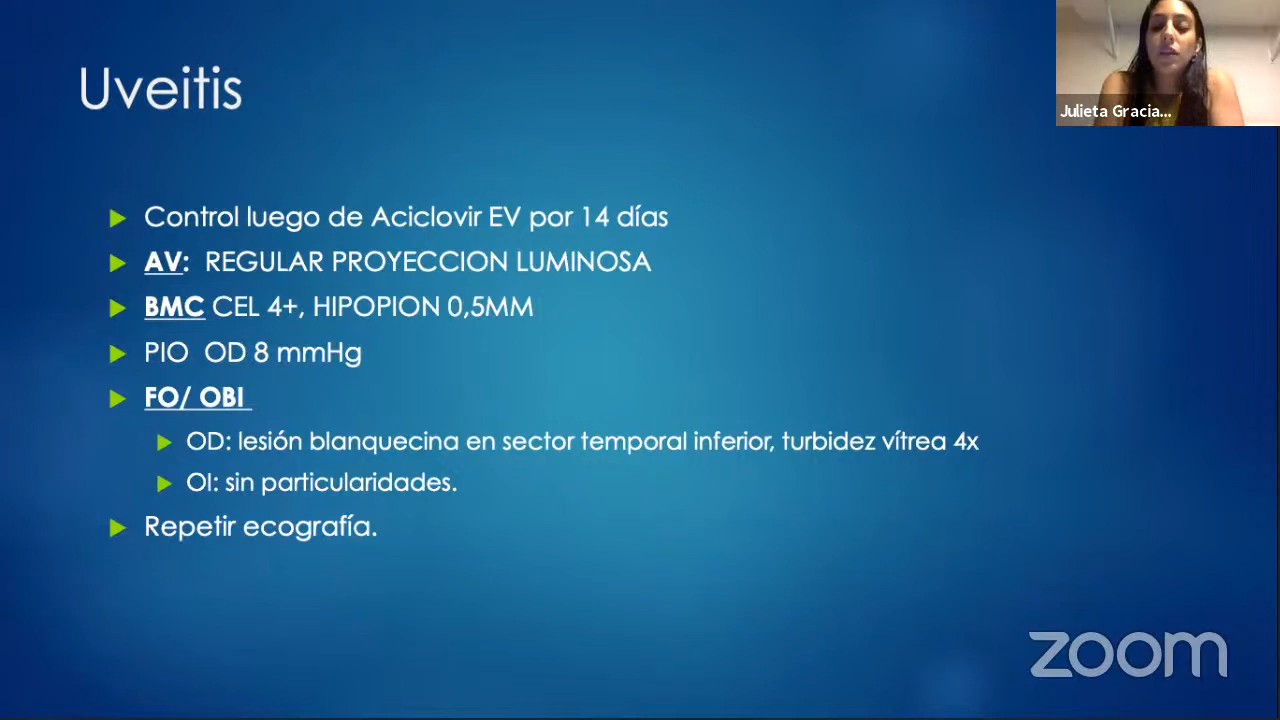 Uveitis
Julieta Gracia...
Control luego de Aciclovir EV por 14 días
AV: REGULAR PROYECCION LUMINOSA
BMC CEL 4+, HIPOPION 0,5MM
PIO OD 8 mmHg
FO/ OBI
OD: lesión blanquecina en sector temporal inferior, turbidez vítrea 4x
OI: sin particularidades.
Repetir ecografía.
zoom